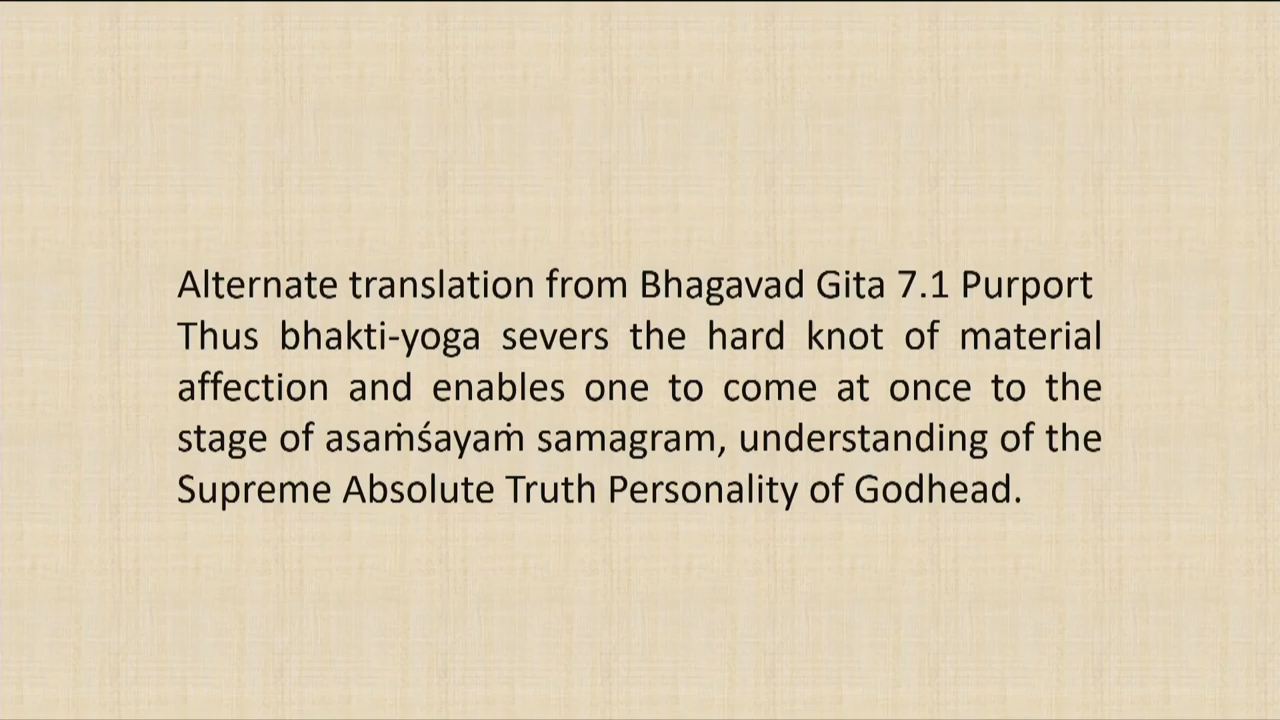 Alternate translation from Bhagavad Gita 7.1 Purport
Thus bhakti-yoga severs the hard knot of material
affection and enables one to come at once to the
stage of asaṁśayaṁ samagram, understanding of the
Supreme Absolute Truth Personality of Godhead.